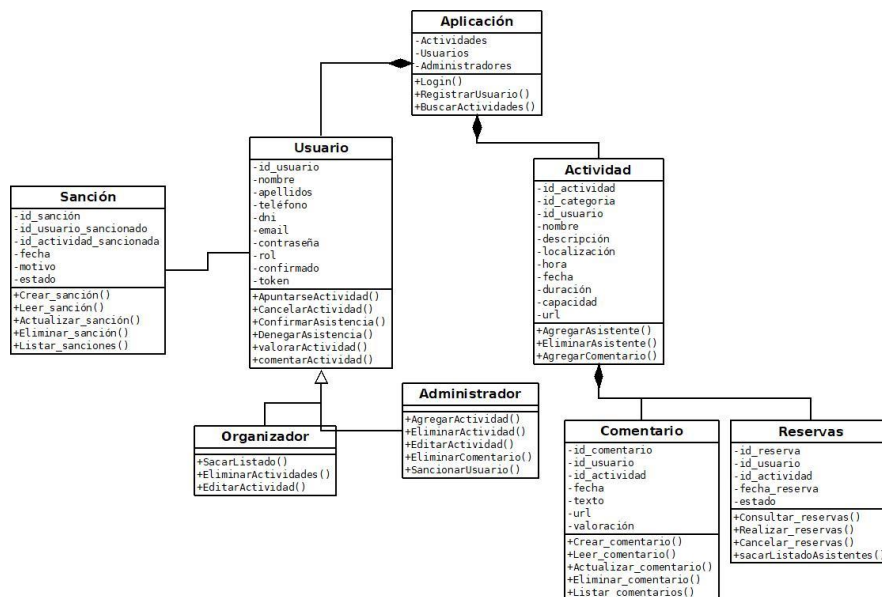 Aplicación
-Actividades
-Usuarios
-Administradores
+Login()
+RegistrarUsuario()
+BuscarActividades()
Usuario
-id_usuario
-nombre
-apellidos
-teléfono
-dni
-email
-contraseña
-rol
-confirmado
-token
+ApuntarseActividad()
+CancelarActividad()
+ConfirmarAsistencia()
+DenegarAsistencia()
+valorarActividad()
+comentarActividad()
Actividad
-id_actividad
-id_categoria
-id_usuario
-nombre
-descripción
-localización
-hora
-fecha
-duración
-capacidad
-url
+AgregarAsistente()
+EliminarAsistente()
+AgregarComentario()
Sanción
-id_sanción
-id_usuario_sancionado
-id_actividad_sancionada
-fecha
-motivo
-estado
+Crear_sanción()
+Leer_sanción()
+Actualizar_sanción()
+Eliminar_sanción()
+Listar_sanciones()
Organizador
+SacarListado()
+EliminarActividades()
+EditarActividad()
Administrador
+AgregarActividad()
+EliminarActividad()
+EditarActividad()
+EliminarComentario()
+SancionarUsuario()
Comentario
-id_comentario
-id_usuario
-id_actividad
-fecha
-texto
-url
-valoración
+Crear_comentario()
+Leer_comentario()
+Actualizar_comentario()
+Eliminar_comentario()
+Listar_comentarios()
Reservas
-id_reserva
-id_usuario
-id_actividad
-fecha_reserva
-estado
+Consultar_reservas()
+Realizar_reservas()
+Cancelar_reservas()
+sacarListadoAsistentes()